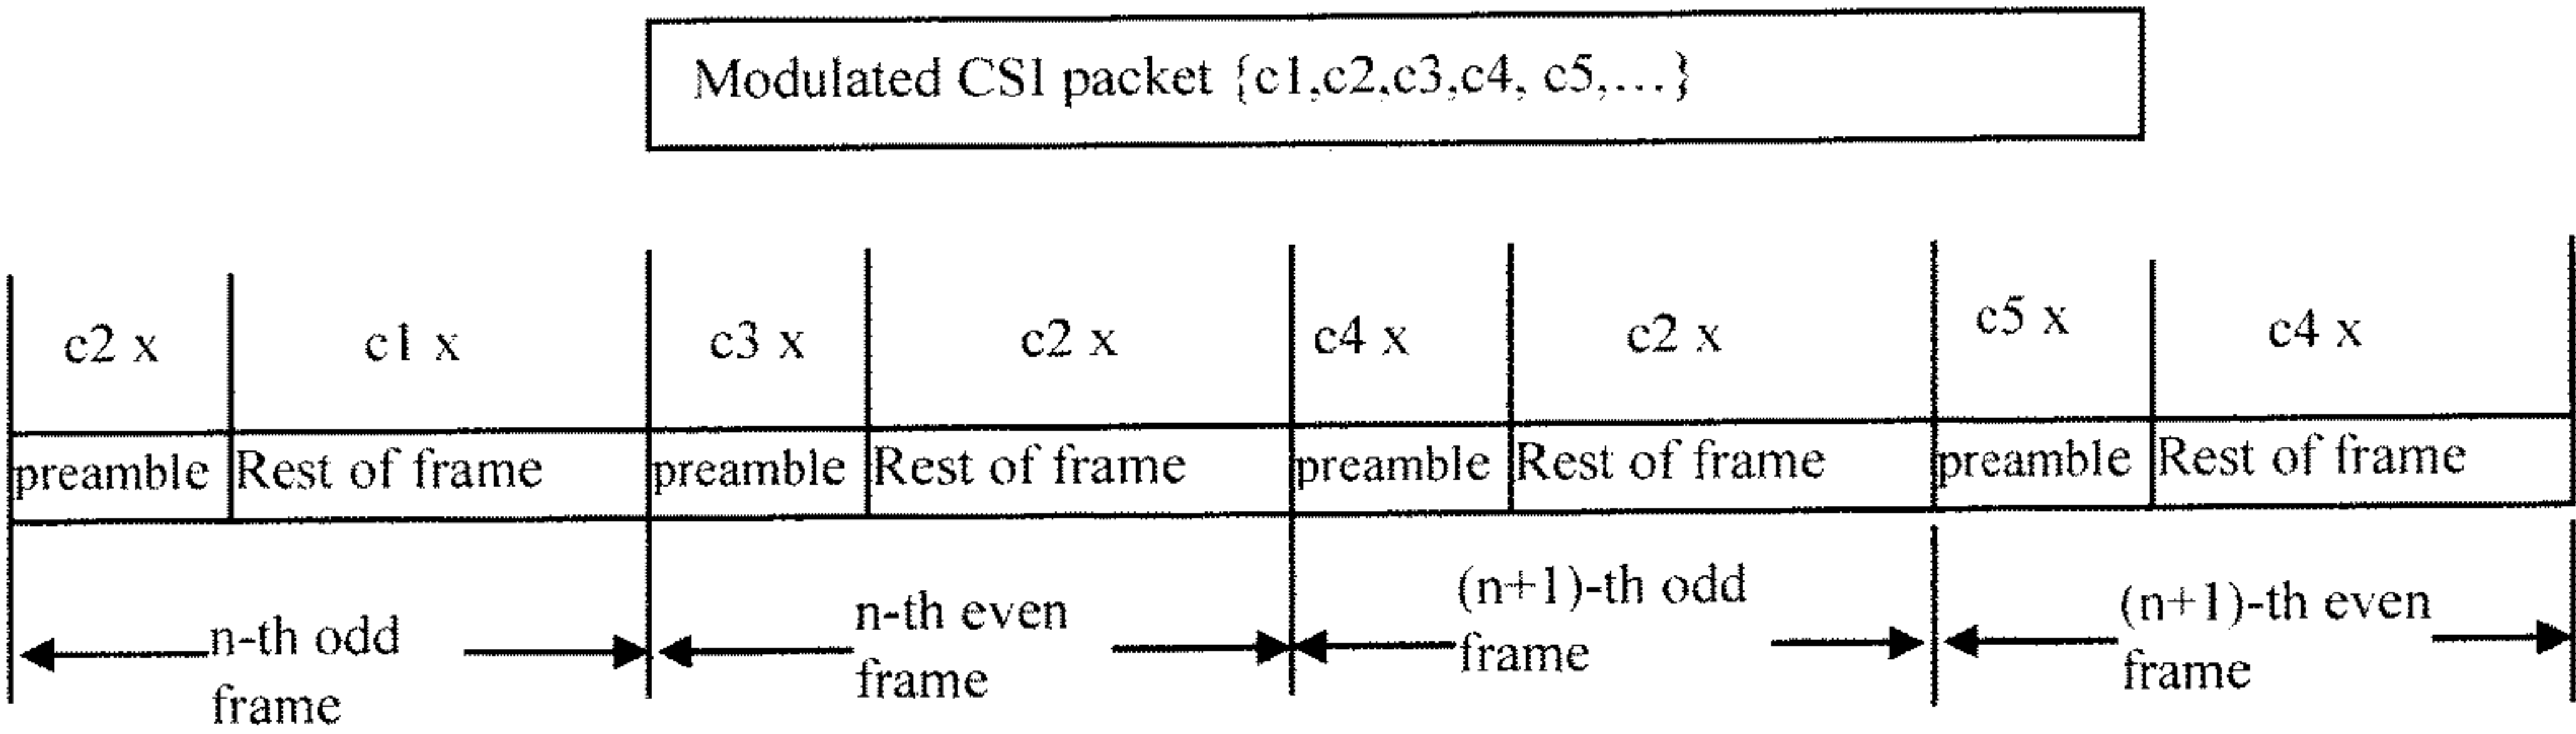 Modulated CSI packet {c1,c2,c3,c4, c5,...}
c2 x c1 x c3 x c2 x c4 x c2 x c5 x c4 x
preamble Rest of frame preamble Rest of frame preamble Rest of frame preamble Rest of frame
n-th odd
frame
n-th even
frame
(n+1)-th odd
frame
(n+1)-th even
frame